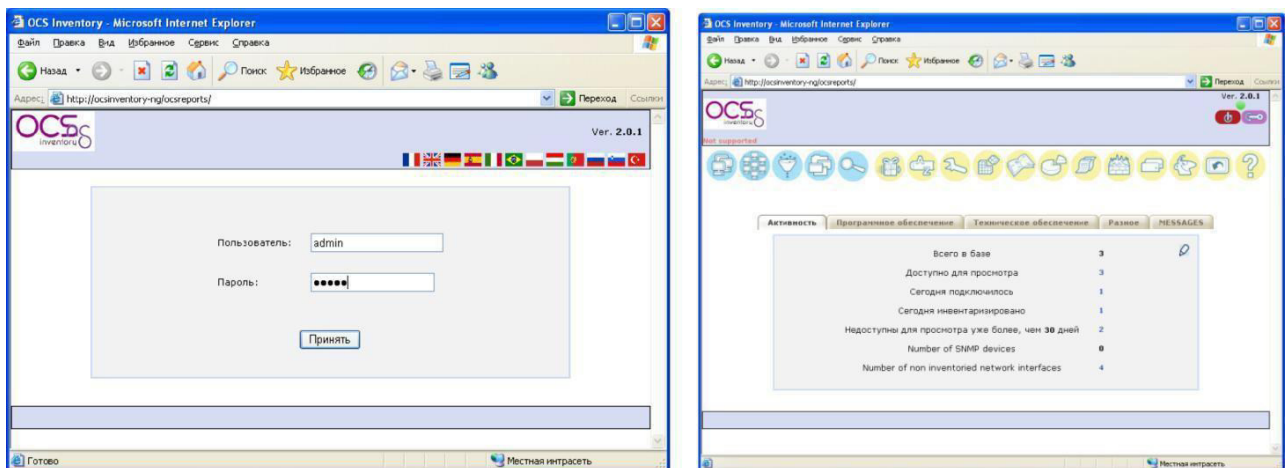 OCS Inventory - Microsoft Internet Explorer
Файл Правка Вид Избранное Сервис Справка
Назад Поиск Избранное
Адрес: http://ocsinventory-ng/ocsreports/ Переход Ссылки
OCS
inventory
Ver. 2.0.1
Пользователь: admin
Пароль: •••••
Принять
Готово Местная интрасеть
OCS Inventory - Microsoft Internet Explorer
Файл Правка Вид Избранное Сервис Справка
Назад Поиск Избранное
Адрес: http://ocsinventory-ng/ocsreports/ Переход Ссылки
Ver. 2.0.1
OCS
inventory
Not supported
Активность Программное обеспечение Техническое обеспечение Разное MESSAGES
Всего в базе 3
Доступно для просмотра 3
Сегодня подключилось 1
Сегодня инвентаризировано 1
Недоступны для просмотра уже более, чем 30 дней 2
Number of SNMP devices 0
Number of non inventoried network interfaces 4
Местная интрасеть